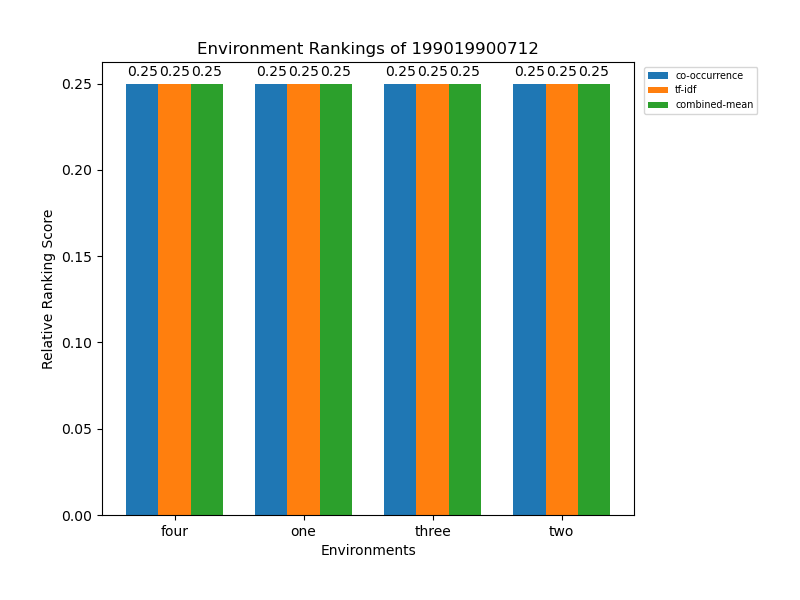 Environment Rankings of 199019900712
0.25 0.25 0.25 0.25 0.25 0.25 0.25 0.25 0.25 0.25 0.25 0.25
co-occurrence
tf-idf
combined-mean
Relative Ranking Score
0.25
0.20
0.15
0.10
0.05
0.00
four one three two
Environments